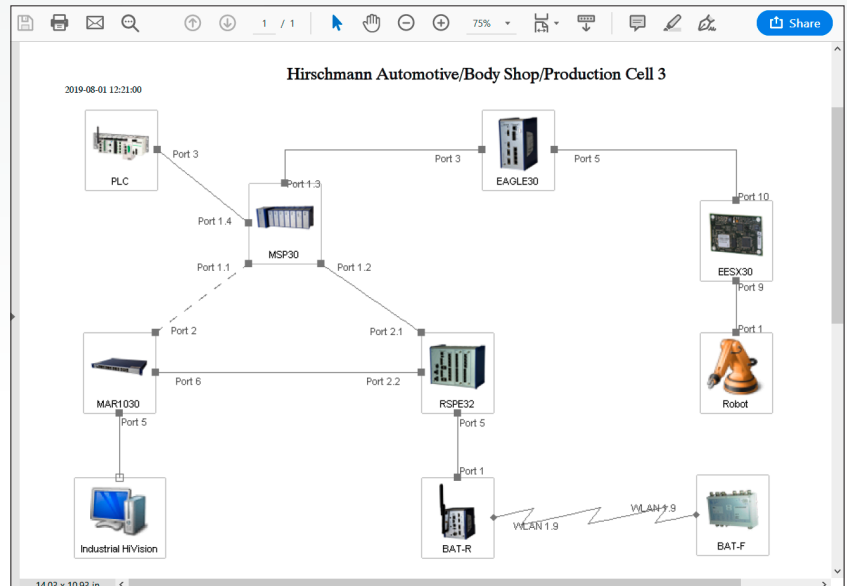 1 / 1
75%
Share
Hirschmann Automotive/Body Shop/Production Cell 3
2019-08-01 12:21:00
PLC
Port 3
Port 1.3
Port 3
EAGLE30
Port 5
Port 1.4
MSP30
Port 10
EESX30
Port 9
Port 1.1
Port 1.2
Port 2
Port 2.1
Port 1
MAR1030
Port 6
Port 2.2
RSPE32
Robot
Port 5
Port 5
Port 1
Industrial HiVision
BAT-R
WLAN 1.9
WLAN 1.9
BAT-F
14.03 x 10.93 in